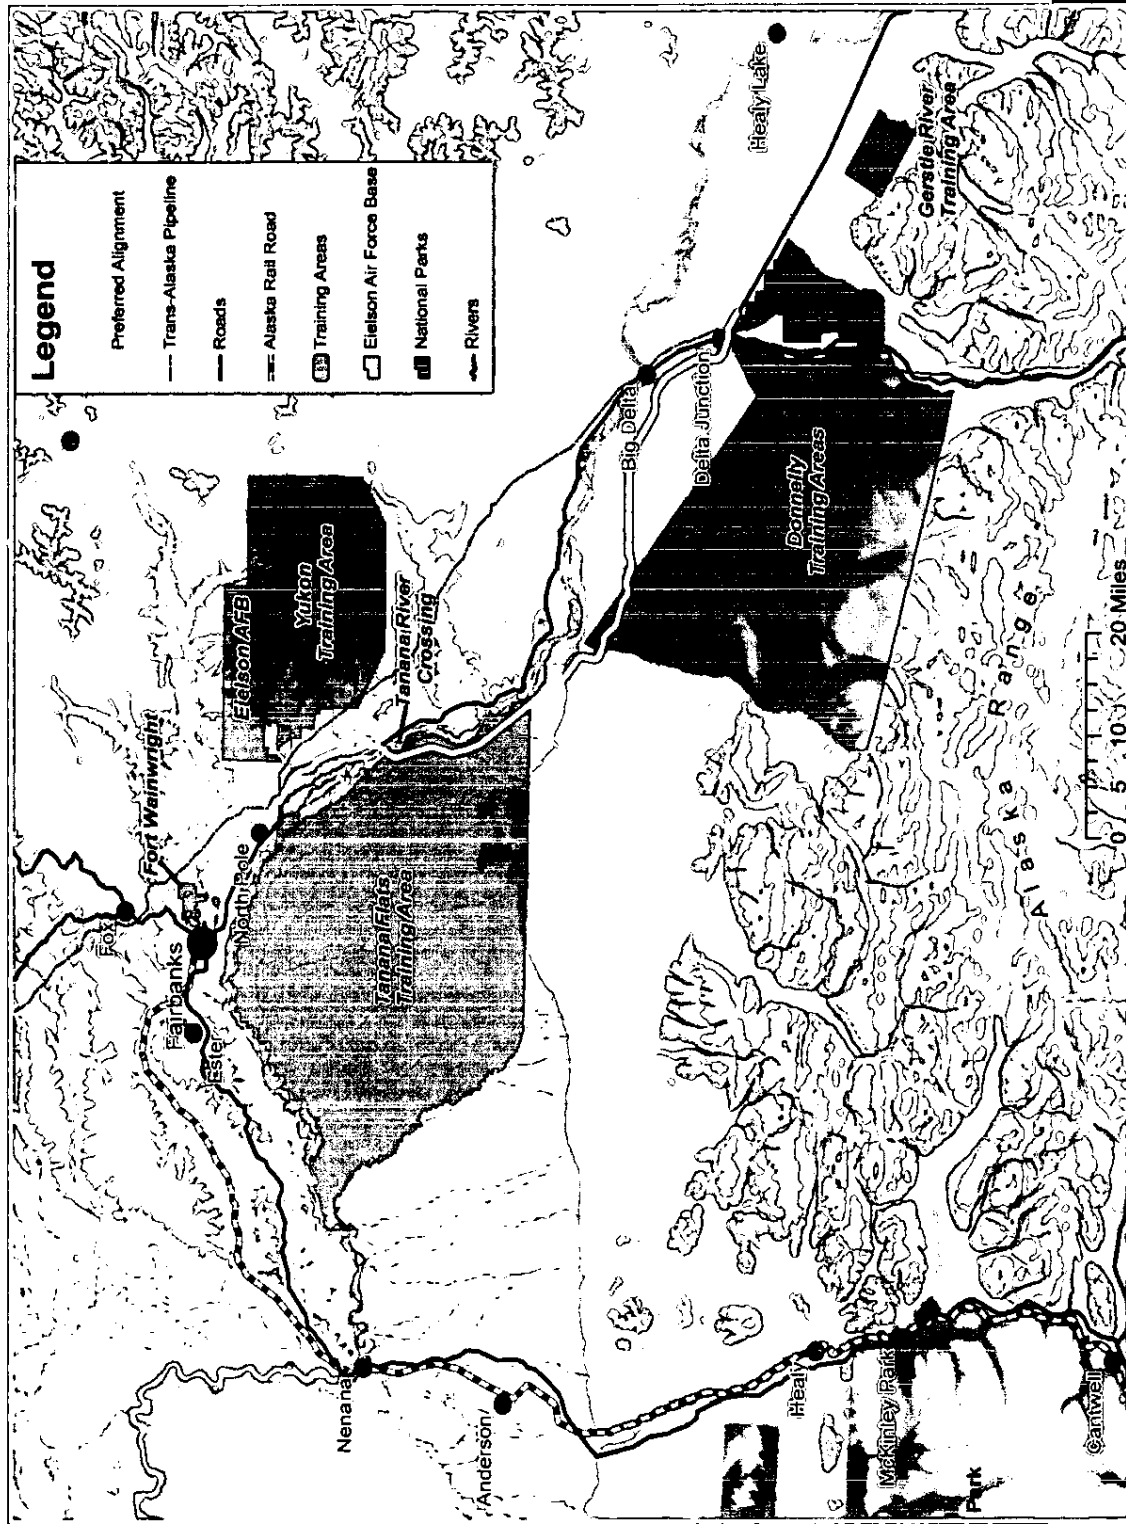 Legend
Preferred Alignment
Trans-Alaska Pipeline
Roads
Alaska Rail Road
Training Areas
Eielson Air Force Base
National Parks
Rivers
Fox
Fort Wainwright
Fairbanks
Ester
North Pole
Eielson AFB
Yukon
Training Area
Tanana River
Crossing
Tanana Flats
Training Area
Nenana
Anderson
Big Delta
Delta Junction
Healy Lake
Donnelly
Training Areas
Gerstle River
Training Area
Healy
McKinley Park
Park
Cantwell
Alaska Range
0 5 10 20 Miles